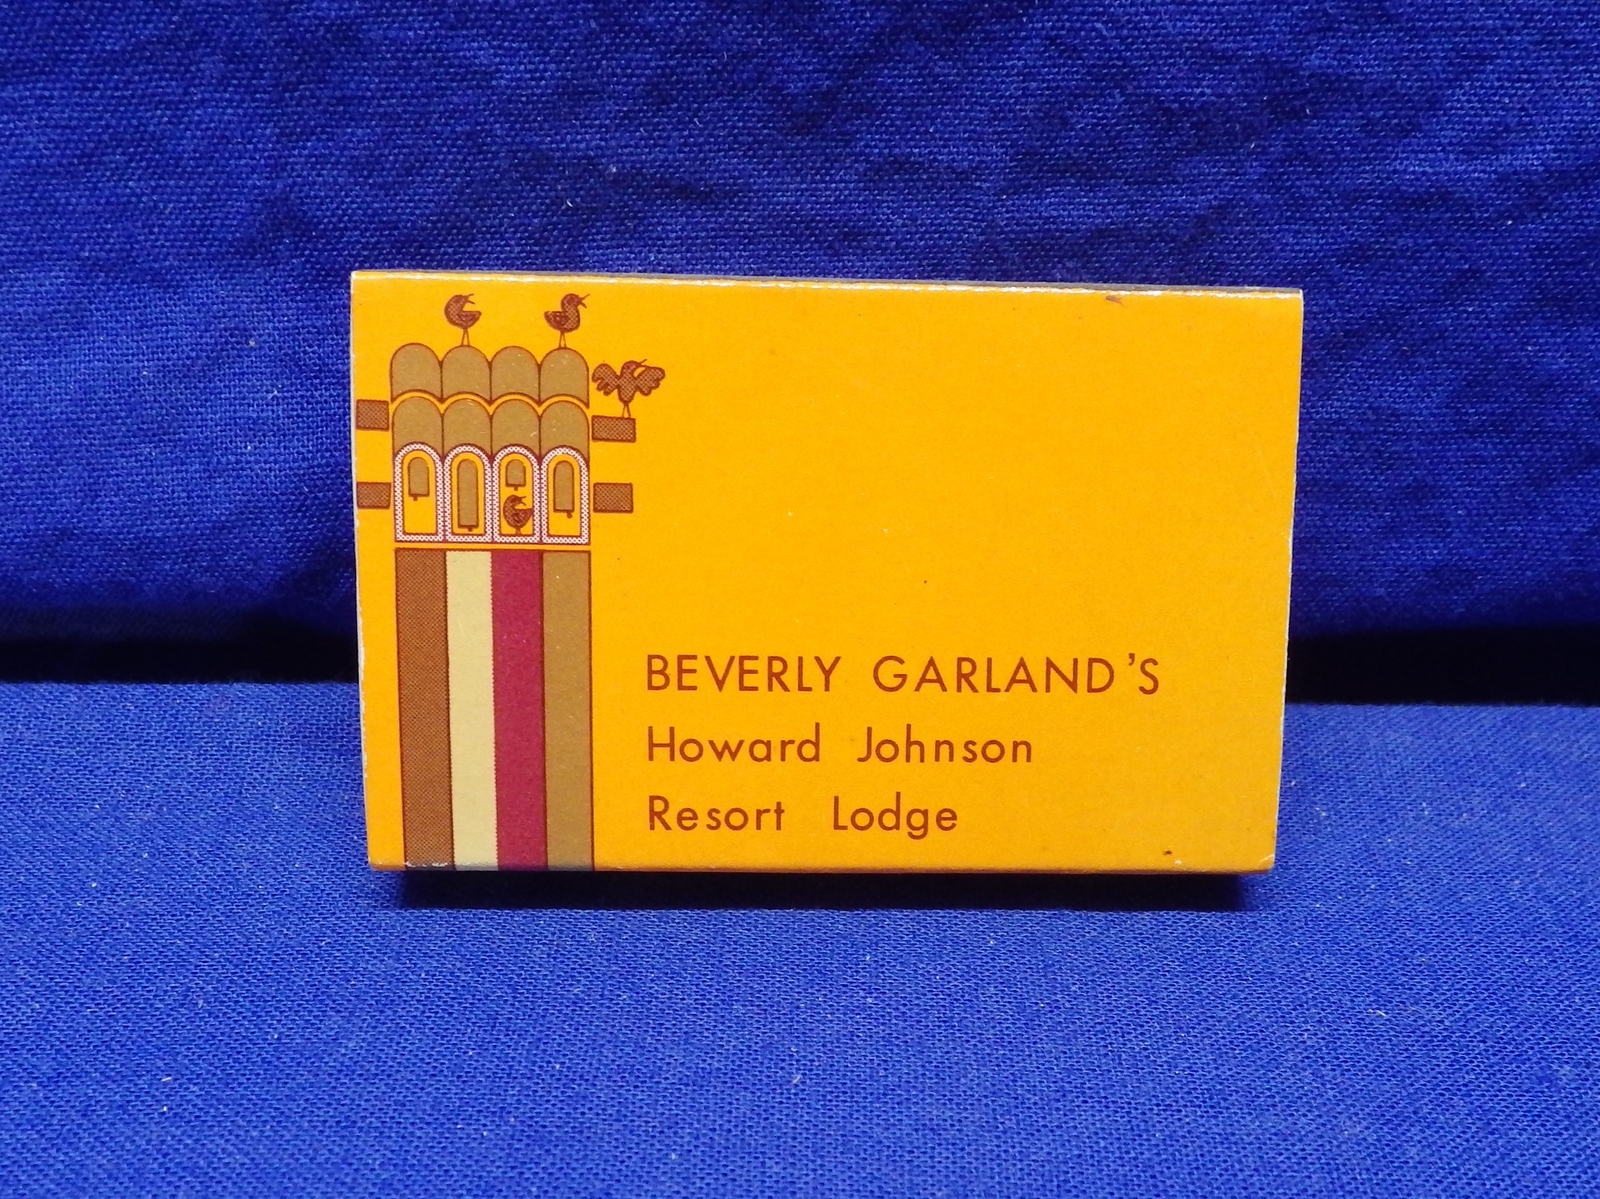 BEVERLY GARLAND'S
Howard Johnson
Resort Lodge